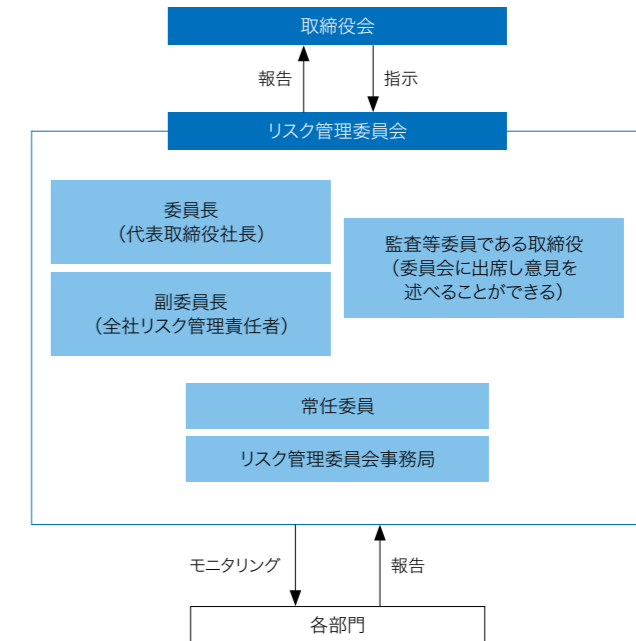 取締役会
報告
指示
リスク管理委員会
委員長
（代表取締役社長）
監査等委員である取締役
（委員会に出席し意見を
述べることができる）
副委員長
（全社リスク管理責任者）
常任委員
リスク管理委員会事務局
モニタリング
報告
各部門